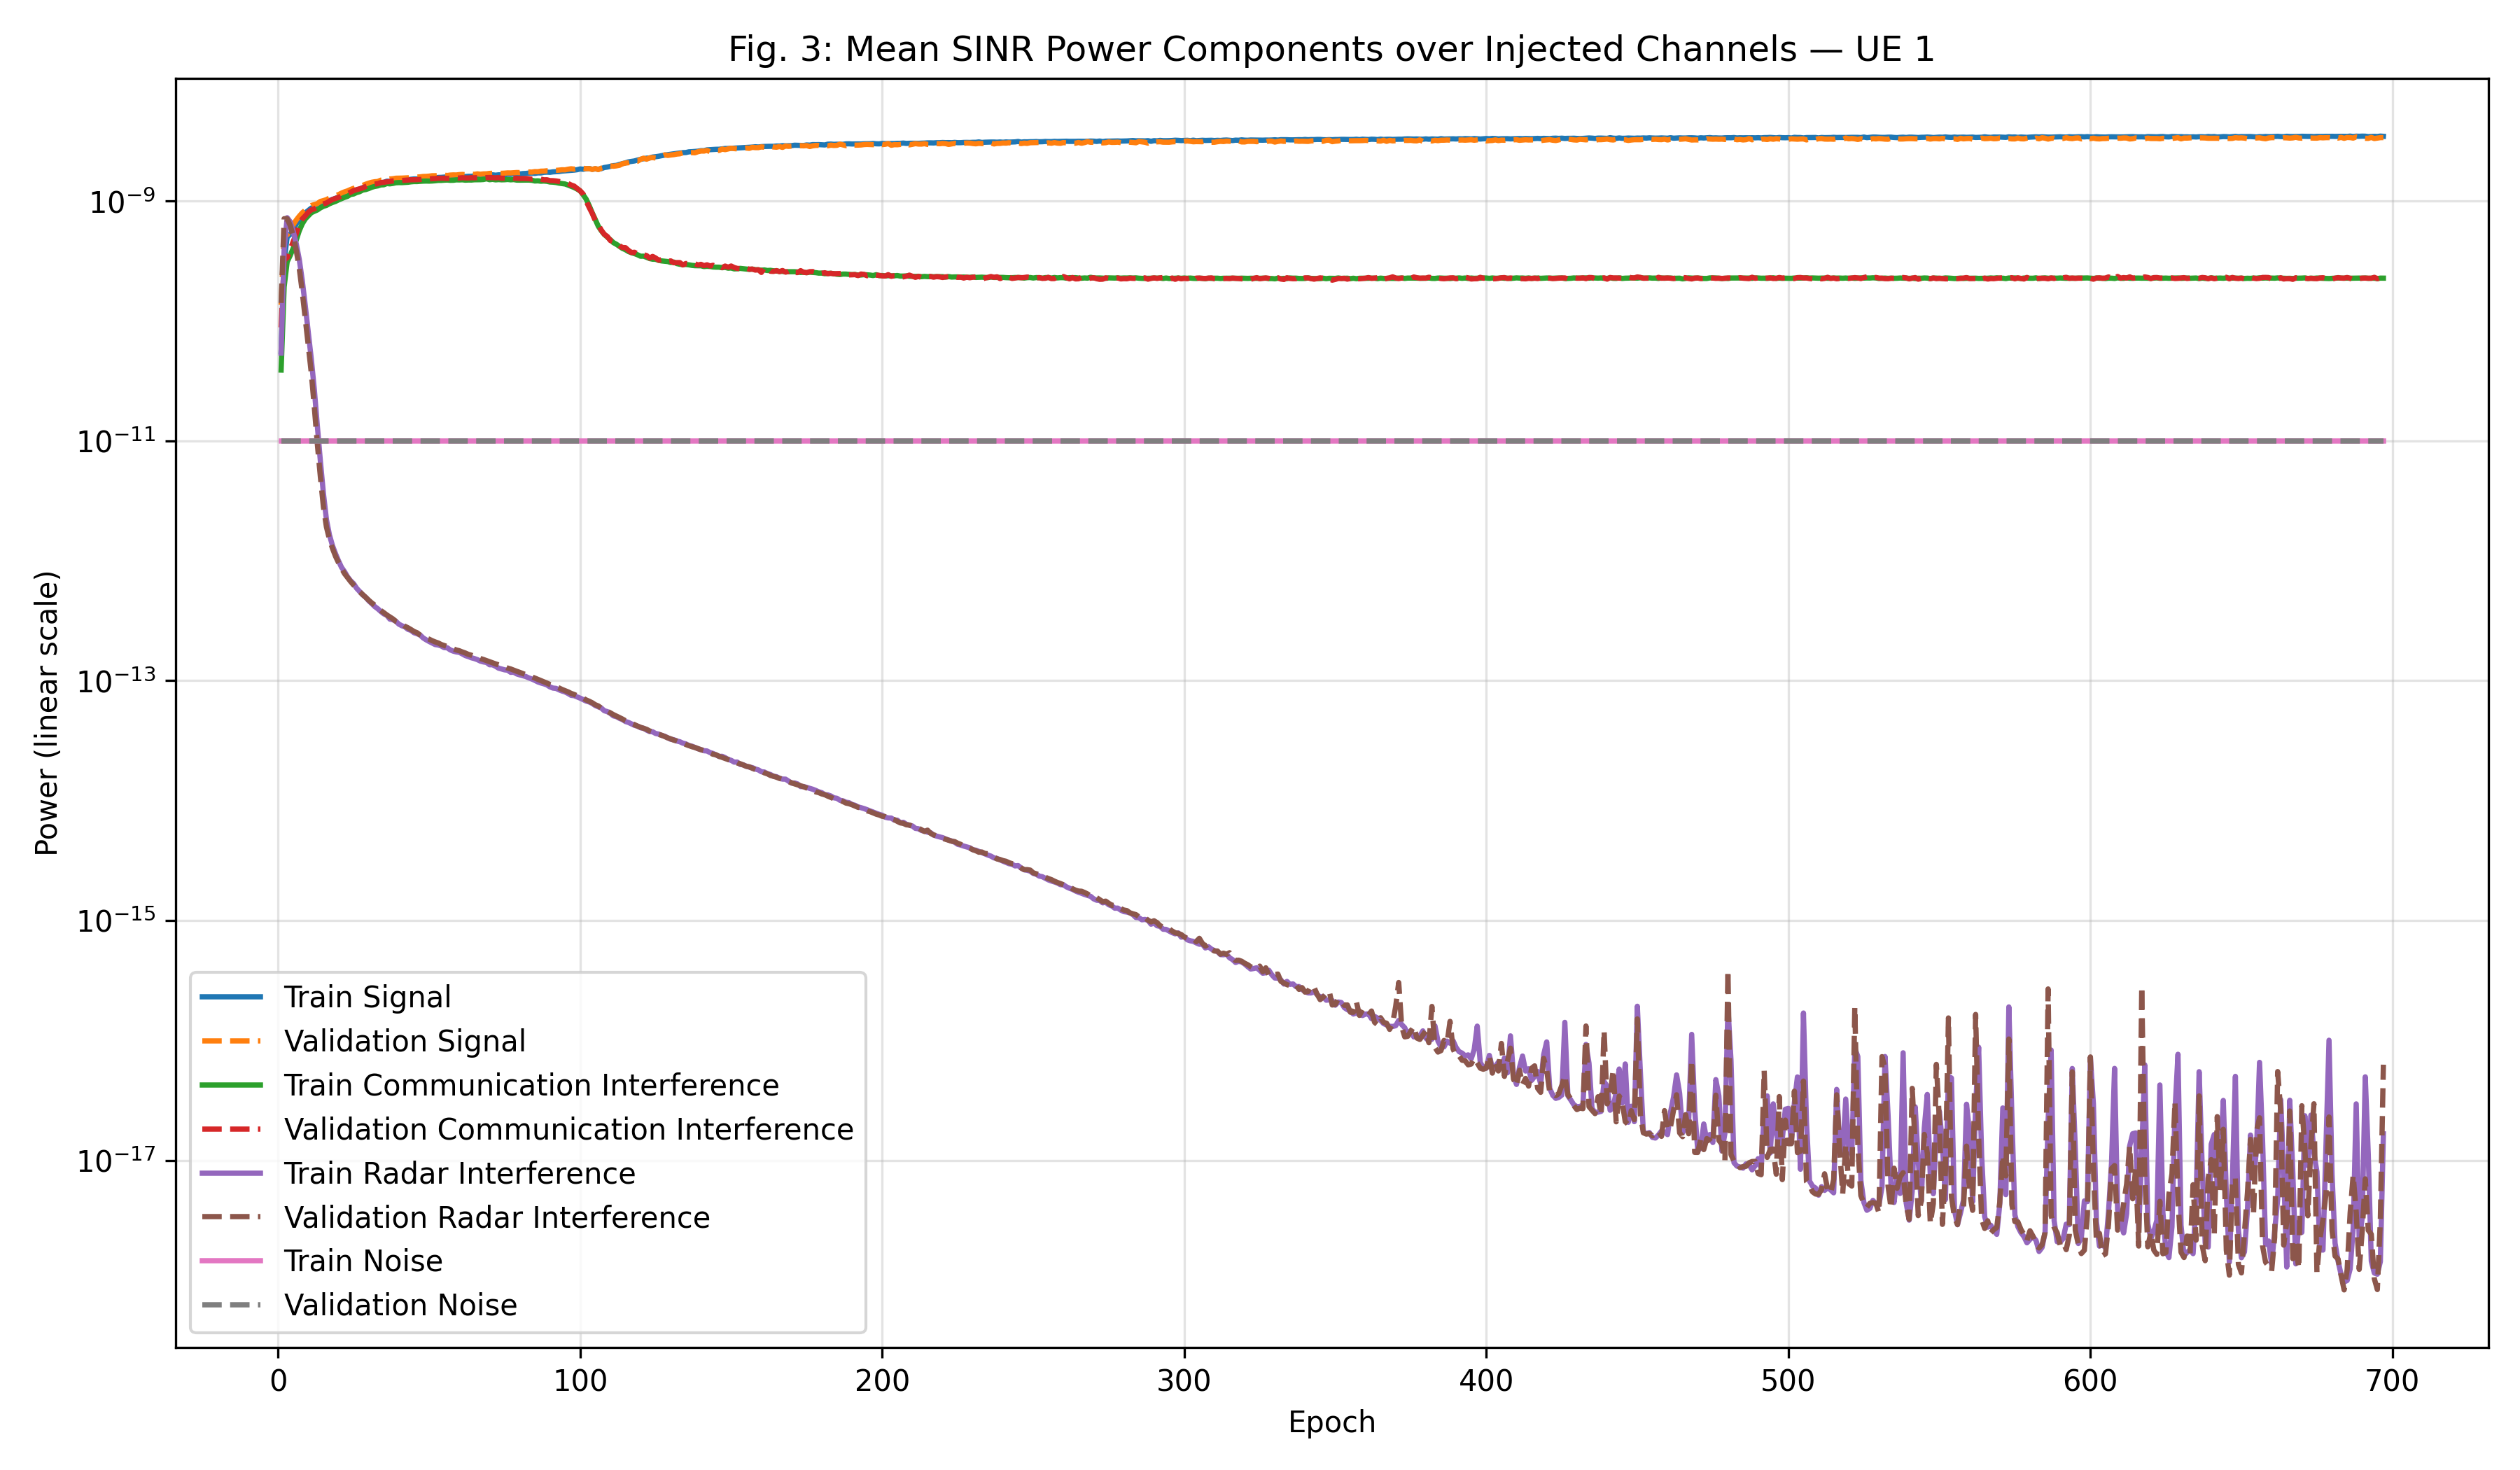 Fig. 3: Mean SINR Power Components over Injected Channels — UE 1
Power (linear scale)
10⁻⁹
10⁻¹¹
10⁻¹³
10⁻¹⁵
10⁻¹⁷
Train Signal
Validation Signal
Train Communication Interference
Validation Communication Interference
Train Radar Interference
Validation Radar Interference
Train Noise
Validation Noise
0 100 200 300 400 500 600 700
Epoch